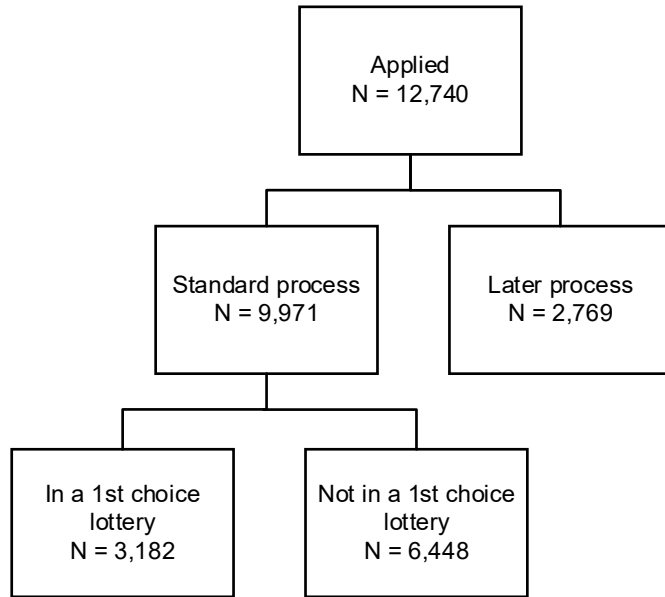 Applied
N = 12,740
Standard process
N = 9,971
Later process
N = 2,769
In a 1st choice
lottery
N = 3,182
Not in a 1st choice
lottery
N = 6,448